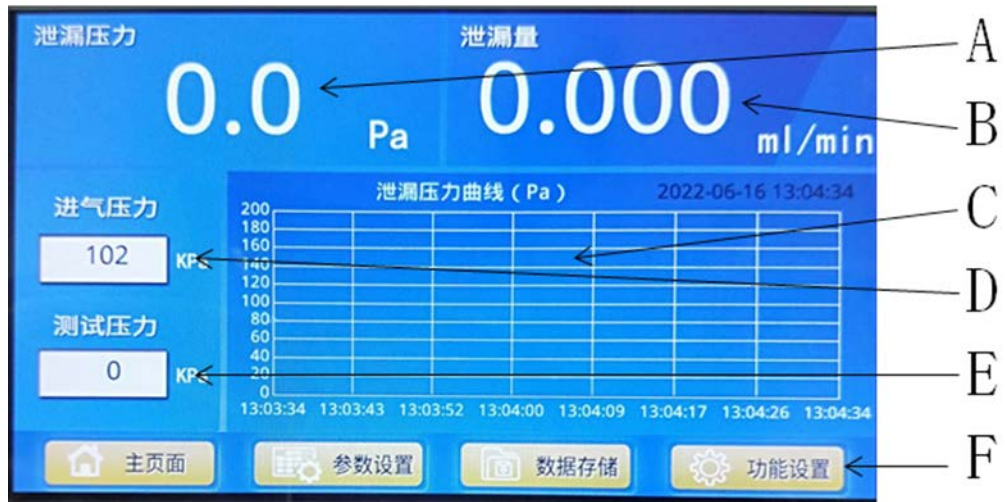 泄漏压力
泄漏量
A
0.0 Pa
0.000 ml/min
B
进气压力
泄漏压力曲线（Pa）
2022-06-16 13:04:34
C
102 KPa
D
测试压力
0 KPa
E
200
180
160
140
120
100
80
60
40
20
0
13:03:34 13:03:43 13:03:52 13:04:00 13:04:09 13:04:17 13:04:26 13:04:34
主页面 参数设置 数据存储 功能设置
F